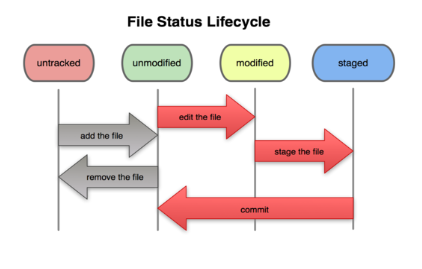 File Status Lifecycle
untracked
unmodified
modified
staged
edit the file
add the file
stage the file
remove the file
commit